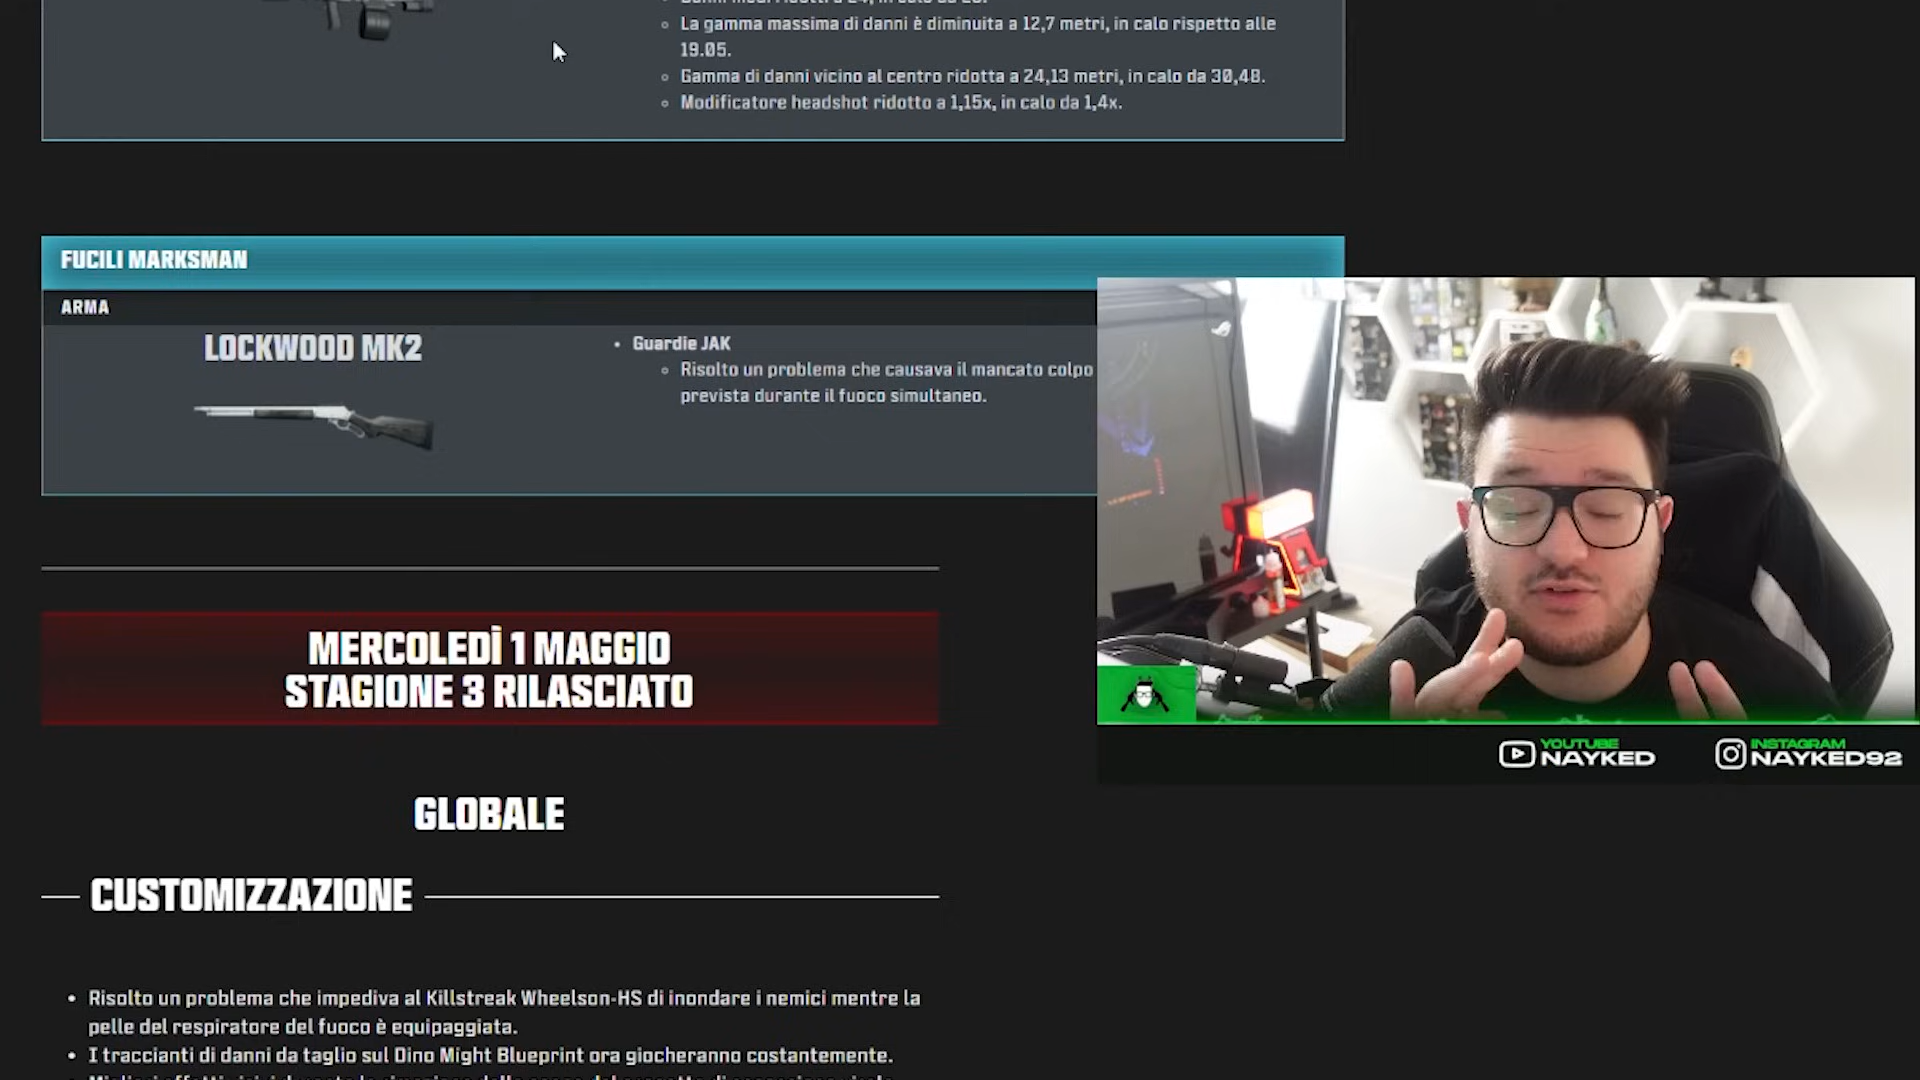 La gamma massima di danni è diminuita a 12,7 metri, in calo rispetto alle
19.05.
Gamma di danni vicino al centro ridotta a 24,13 metri, in calo da 30,48.
Modificatore headshot ridotto a 1,15x, in calo da 1,4x.
FUCILI MARKSMAN
ARMA
LOCKWOOD MK2
Guardie JAK
Risolto un problema che causava il mancato colpo
prevista durante il fuoco simultaneo.
MERCOLEDÌ 1 MAGGIO
STAGIONE 3 RILASCIATO
YOUTUBE
NAYKED
INSTAGRAM
NAYKED92
GLOBALE
CUSTOMIZZAZIONE
Risolto un problema che impediva al Killstreak Wheelson-HS di inondare i nemici mentre la
pelle del respiratore del fuoco è equipaggiata.
I traccianti di danni da taglio sul Dino Might Blueprint ora giocheranno costantemente.